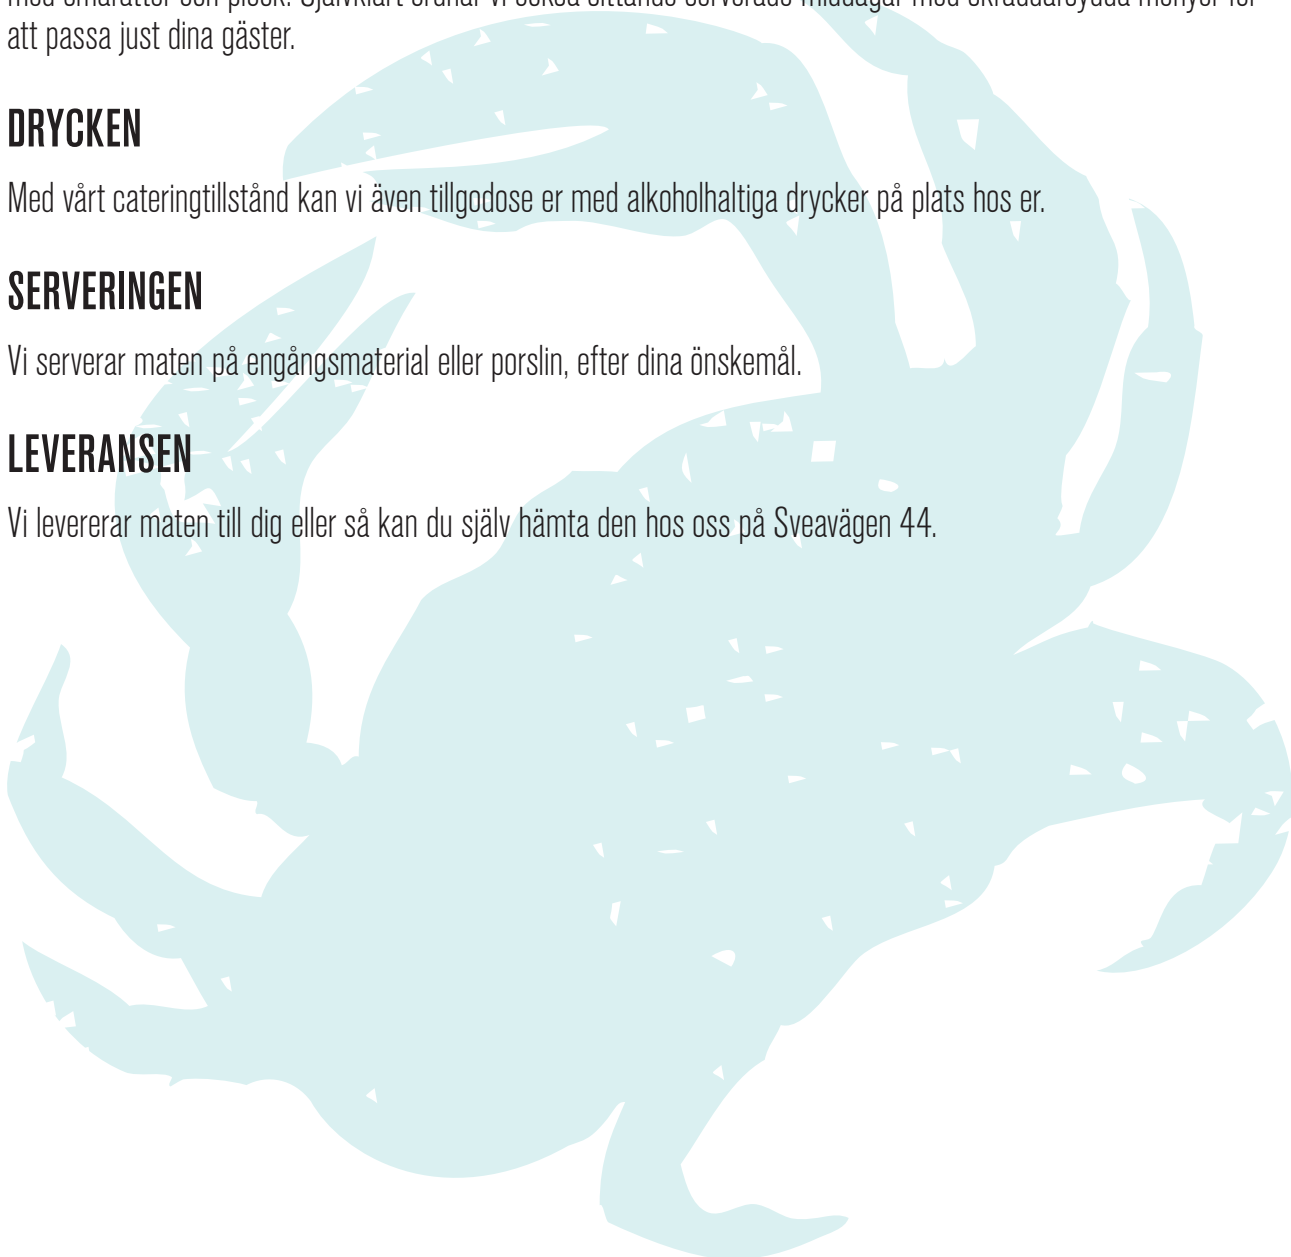 att passa just dina gäster.
DRYCKEN
Med vårt cateringtillstånd kan vi även tillgodose er med alkoholhaltiga drycker på plats hos er.
SERVERINGEN
Vi serverar maten på engångsmaterial eller porslin, efter dina önskemål.
LEVERANSEN
Vi levererar maten till dig eller så kan du själv hämta den hos oss på Sveavägen 44.